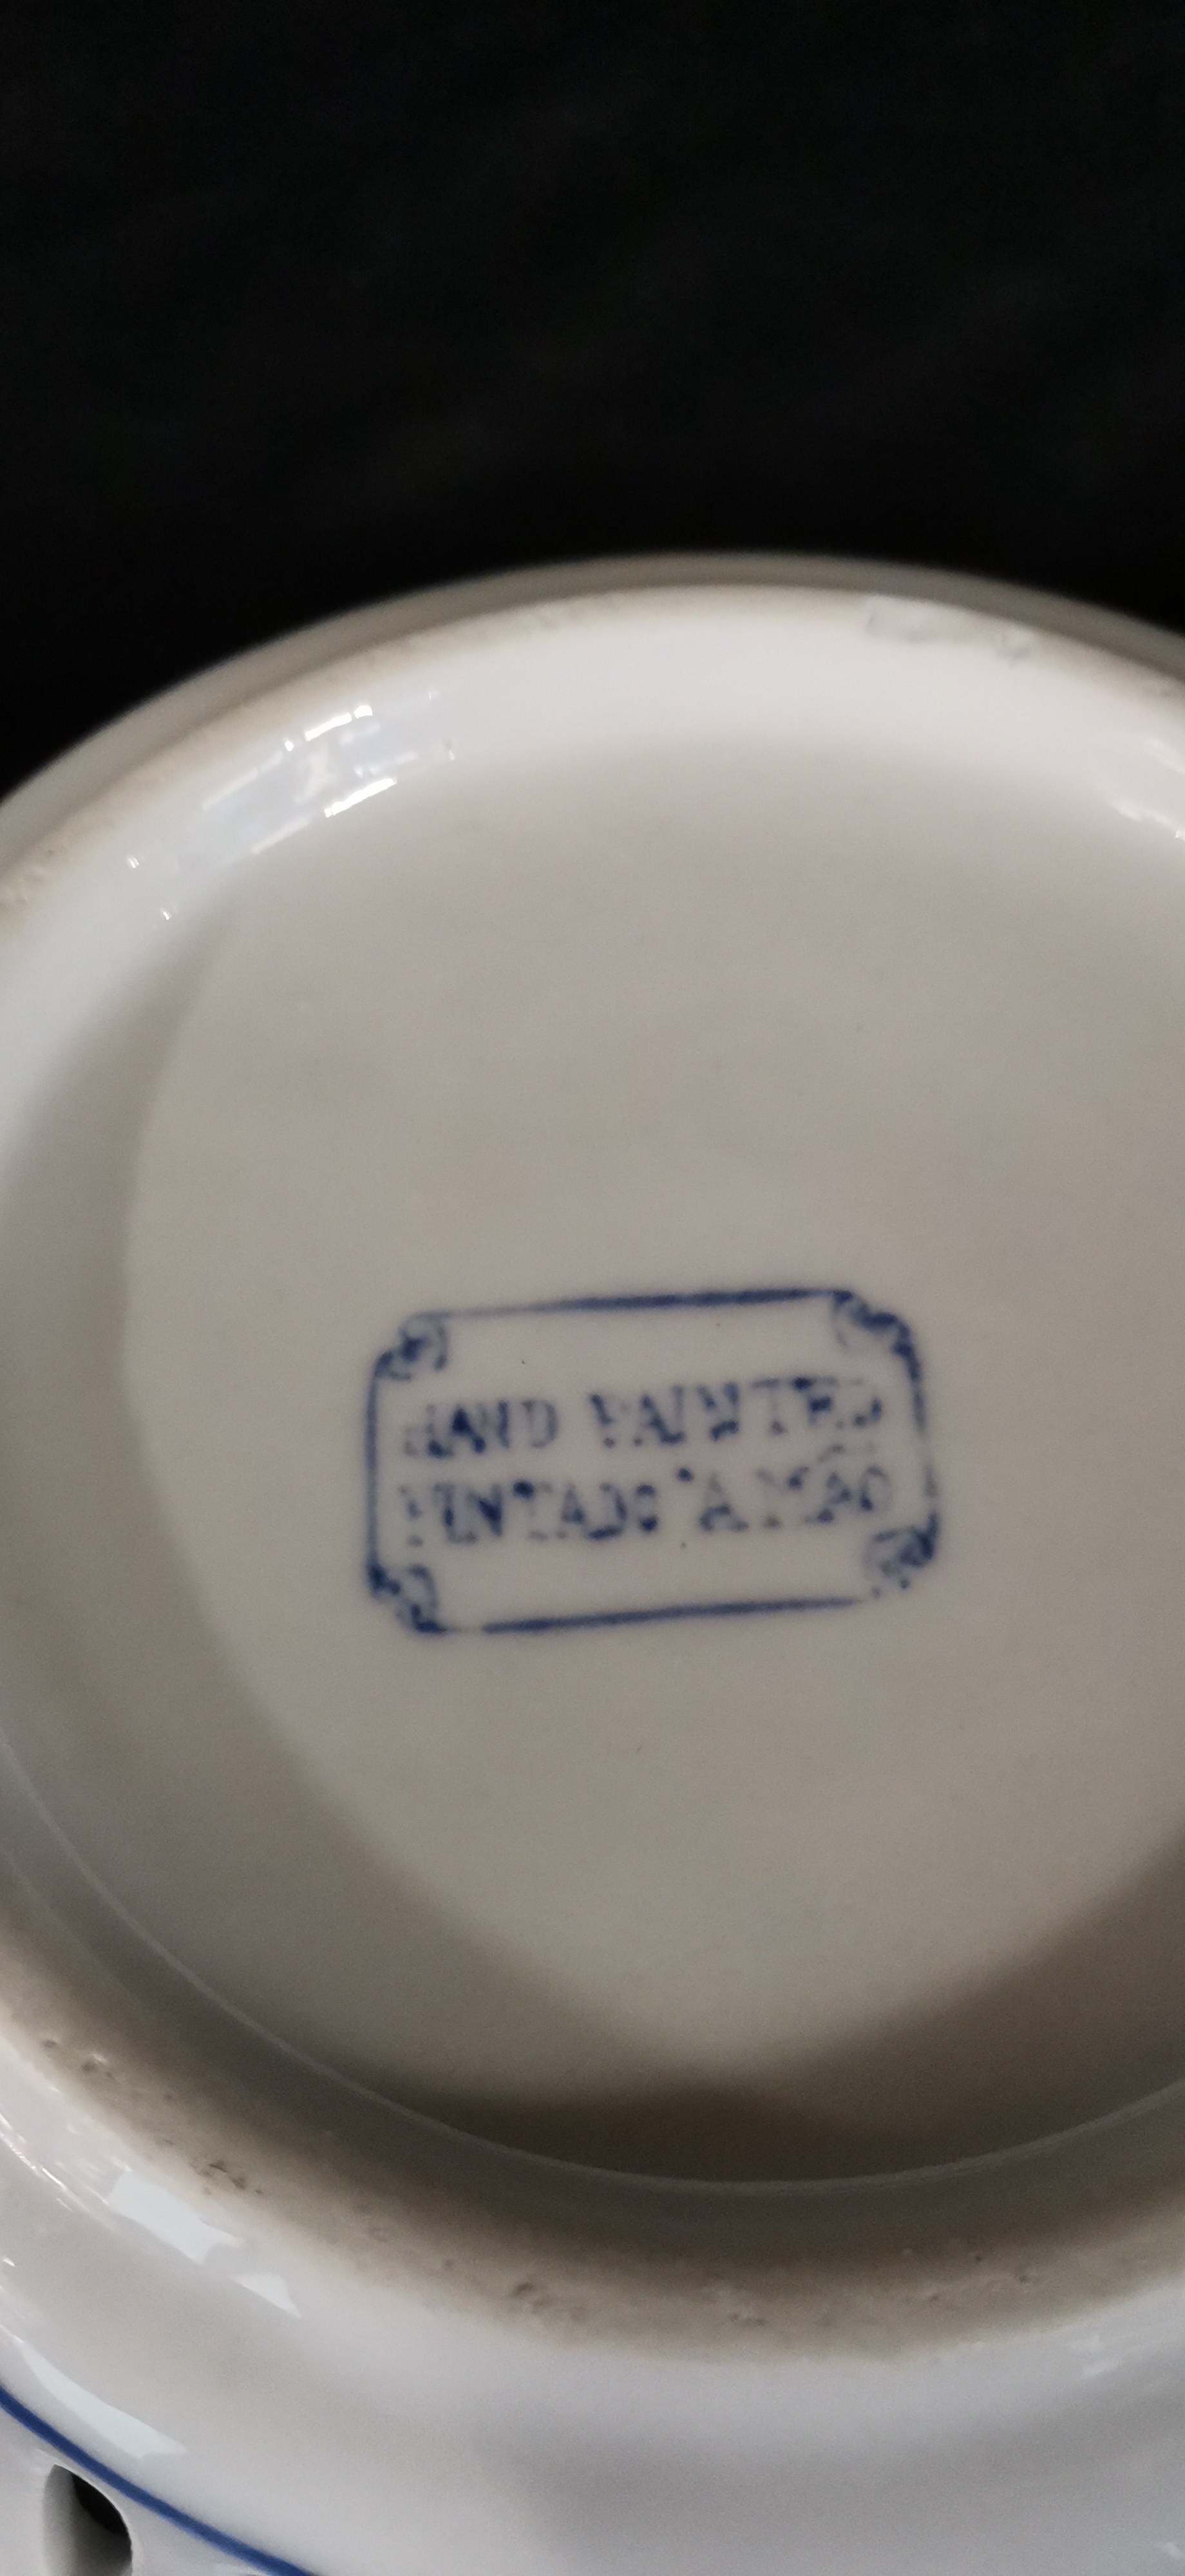 HAND PAINTED
PINTADO Á MÃO